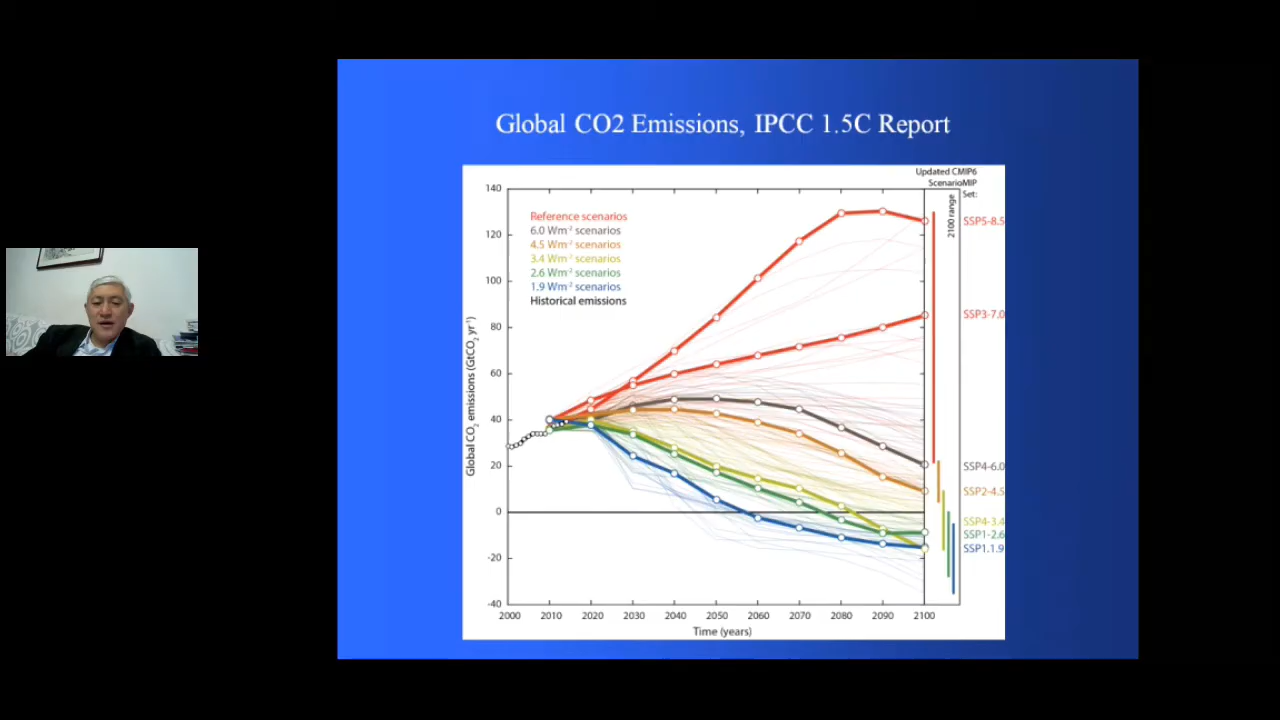 Global CO2 Emissions, IPCC 1.5C Report
Updated CMIP6
ScenarioMIP
Set:
2100 range
140
120
100
80
60
40
20
0
-20
-40
Global CO₂ emissions (GtCO₂ yr⁻¹)
Reference scenarios
6.0 Wm⁻² scenarios
4.5 Wm⁻² scenarios
3.4 Wm⁻² scenarios
2.6 Wm⁻² scenarios
1.9 Wm⁻² scenarios
Historical emissions
SSP5-8.5
SSP3-7.0
SSP4-6.0
SSP2-4.5
SSP4-3.4
SSP1-2.6
SSP1.1.9
2000 2010 2020 2030 2040 2050 2060 2070 2080 2090 2100
Time (years)